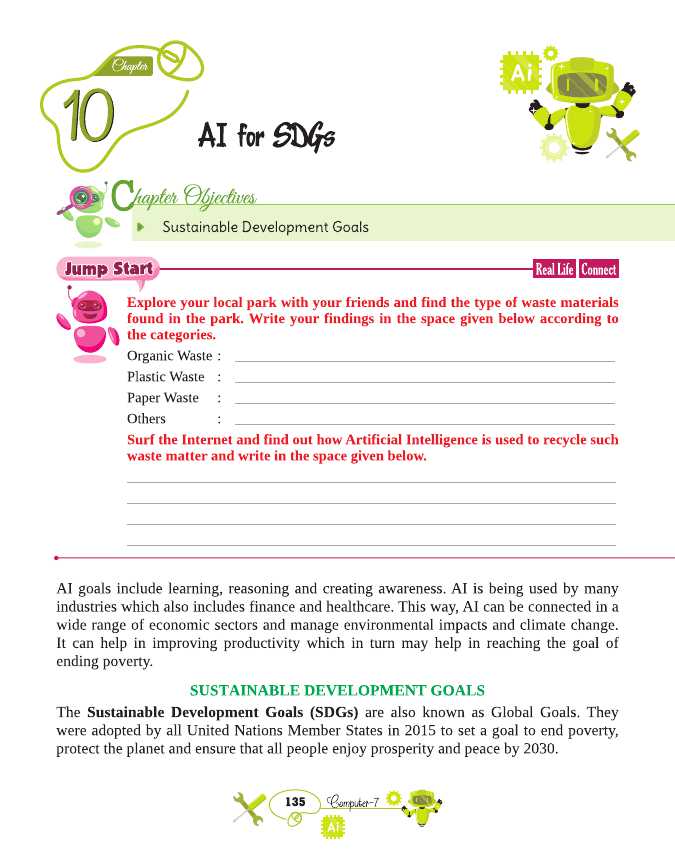 Chapter
10
AI for SDGs
Ai
Chapter Objectives
Sustainable Development Goals
Jump Start
Real Life Connect
Explore your local park with your friends and find the type of waste materials
found in the park. Write your findings in the space given below according to
the categories.
Organic Waste :
Plastic Waste :
Paper Waste :
Others :
Surf the Internet and find out how Artificial Intelligence is used to recycle such
waste matter and write in the space given below.
AI goals include learning, reasoning and creating awareness. AI is being used by many
industries which also includes finance and healthcare. This way, AI can be connected in a
wide range of economic sectors and manage environmental impacts and climate change.
It can help in improving productivity which in turn may help in reaching the goal of
ending poverty.
SUSTAINABLE DEVELOPMENT GOALS
The Sustainable Development Goals (SDGs) are also known as Global Goals. They
were adopted by all United Nations Member States in 2015 to set a goal to end poverty,
protect the planet and ensure that all people enjoy prosperity and peace by 2030.
135 Computer-7
Ai